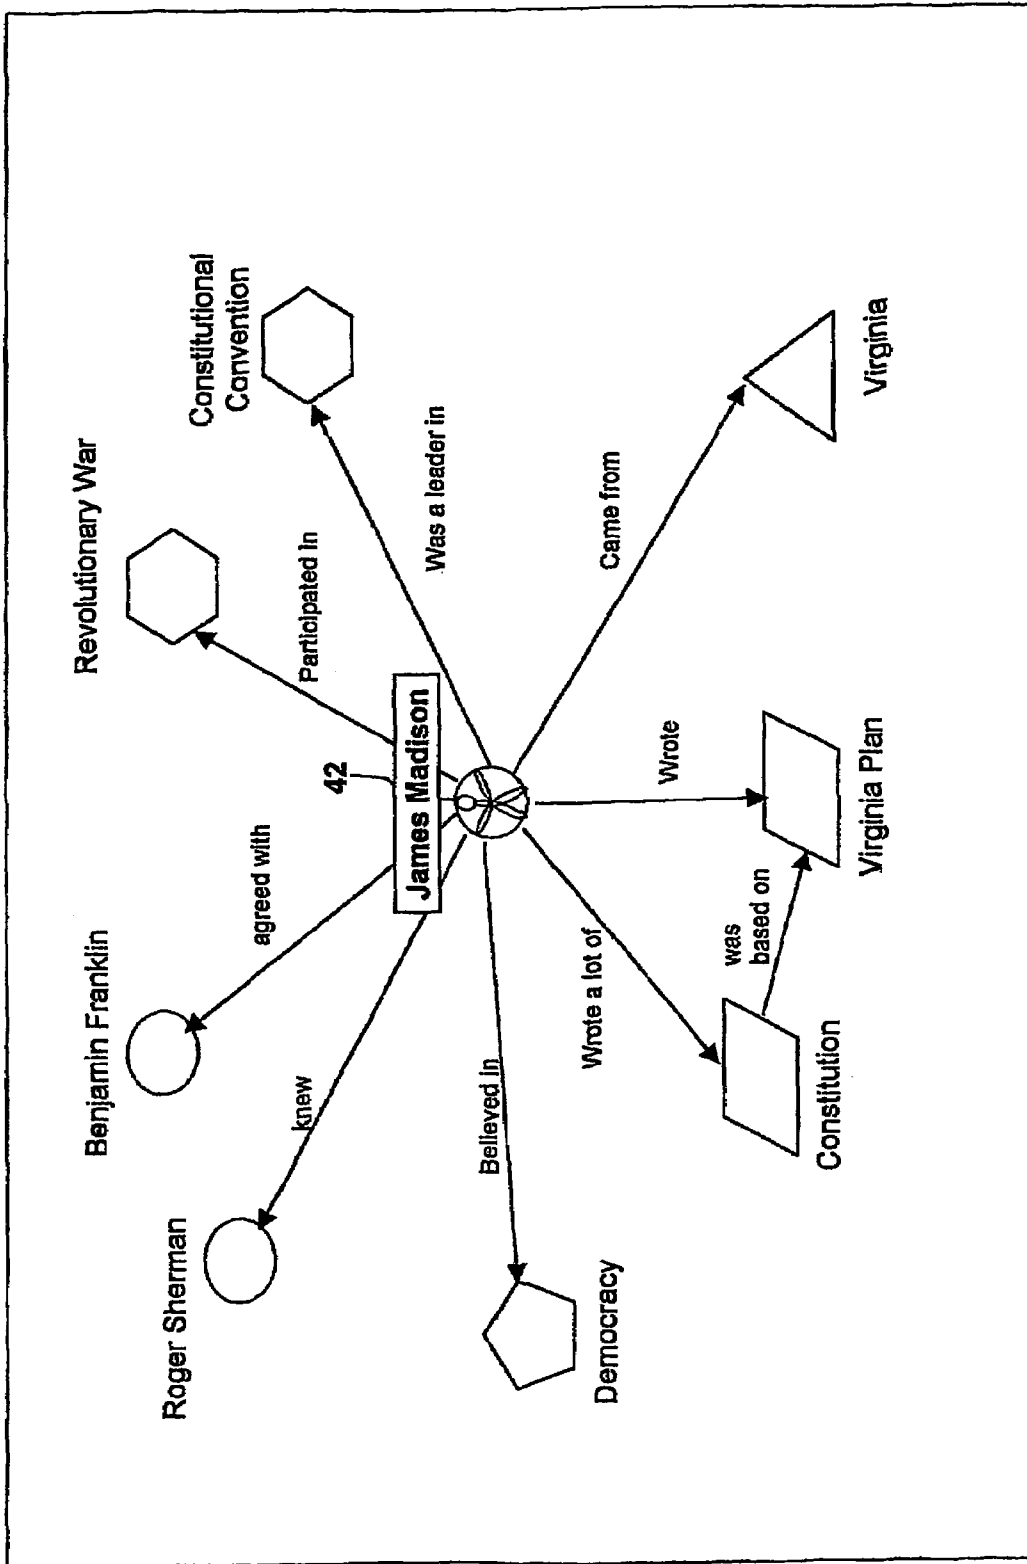 Revolutionary War
Constitutional
Convention
Benjamin Franklin
Roger Sherman
Participated in
agreed with
42
James Madison
Was a leader in
knew
Believed in
Democracy
Wrote a lot of
Wrote
Came from
was
based on
Constitution
Virginia Plan
Virginia